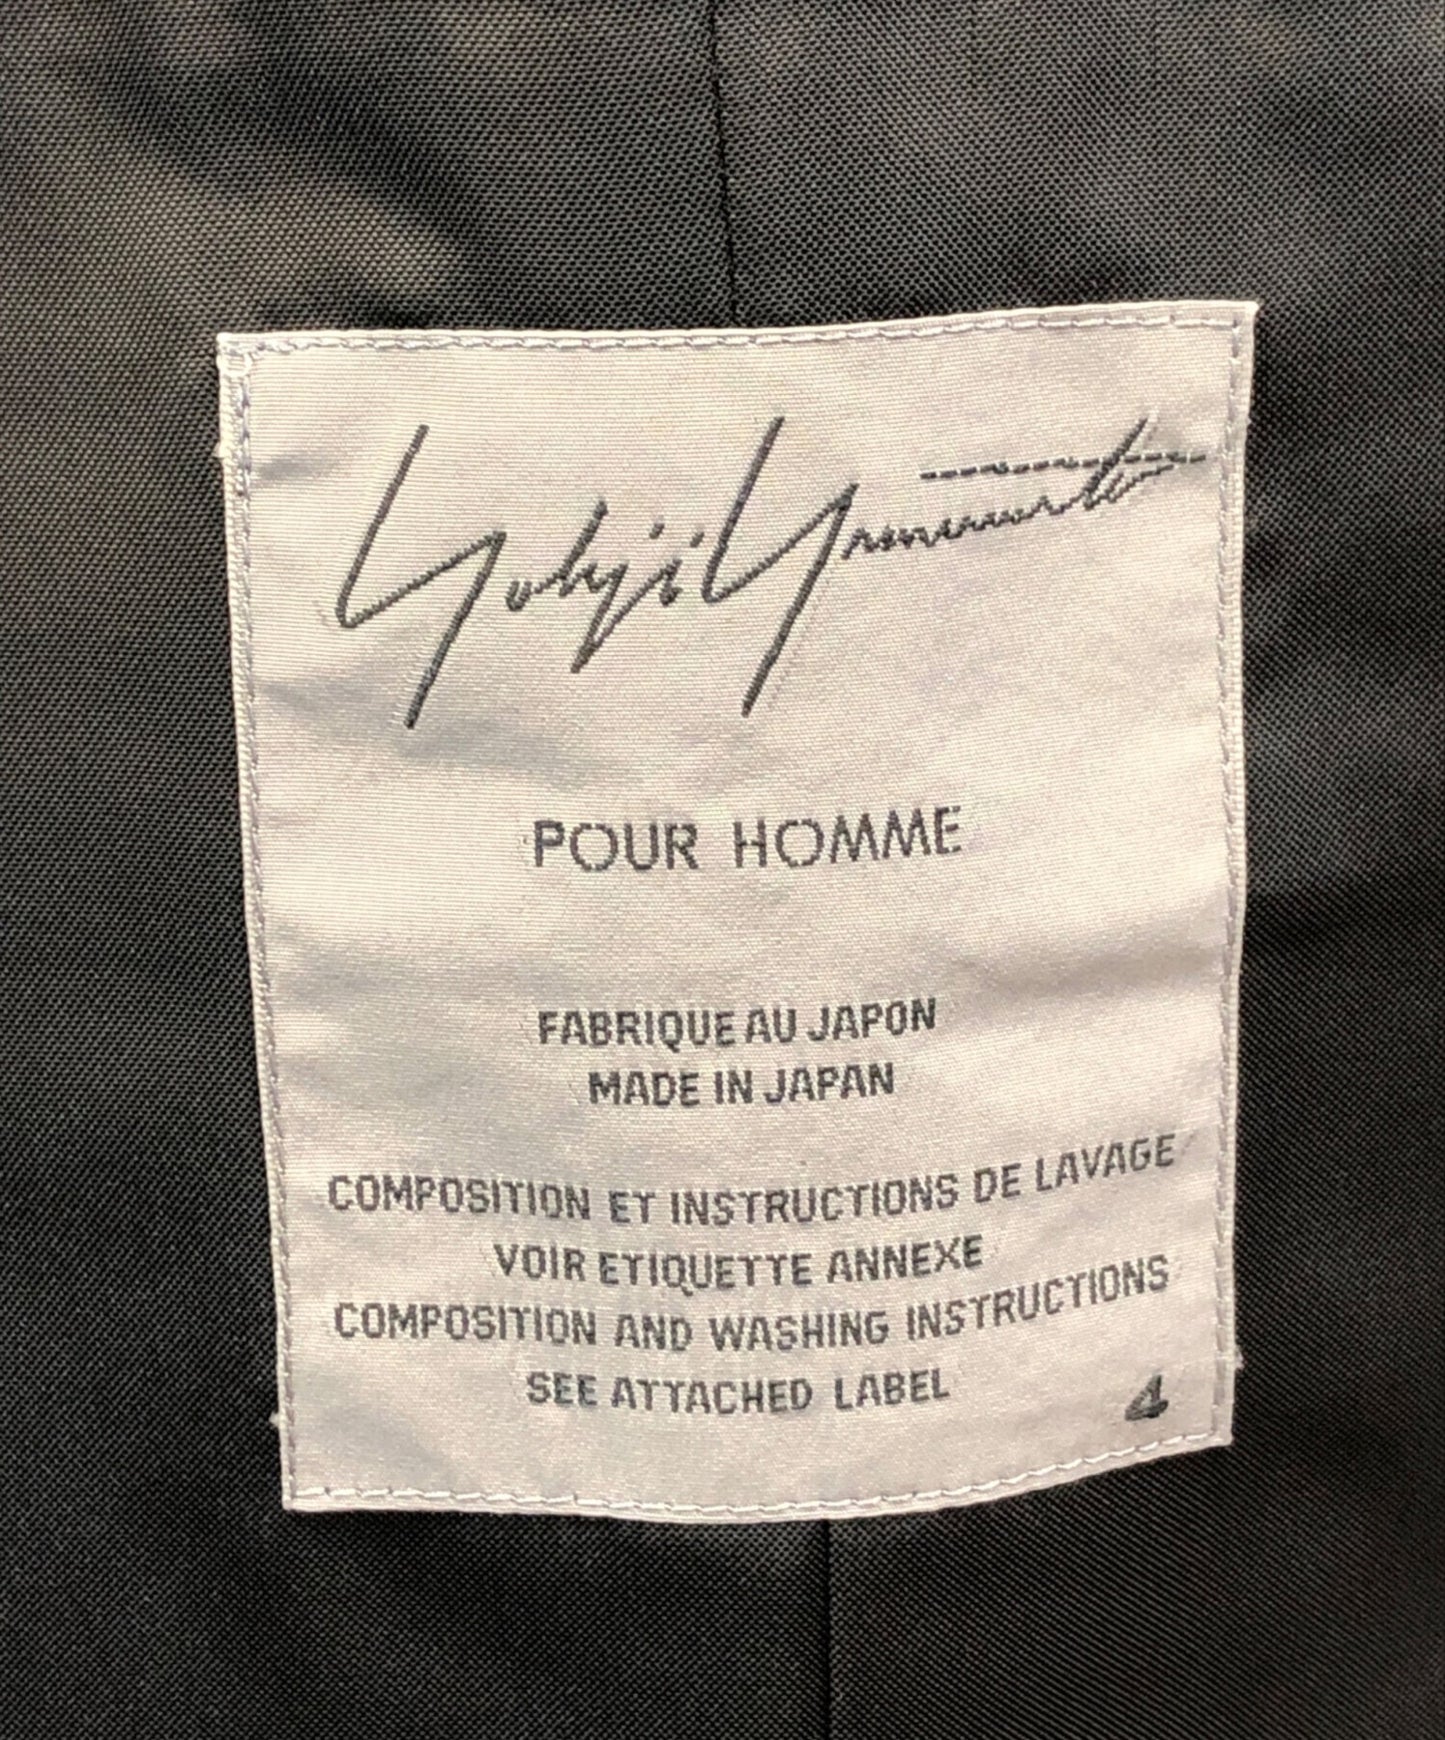 Yohji Yamamoto
POUR HOMME
FABRIQUE AU JAPON
MADE IN JAPAN
COMPOSITION ET INSTRUCTIONS DE LAVAGE
VOIR ETIQUETTE ANNEXE
COMPOSITION AND WASHING INSTRUCTIONS
SEE ATTACHED LABEL
4